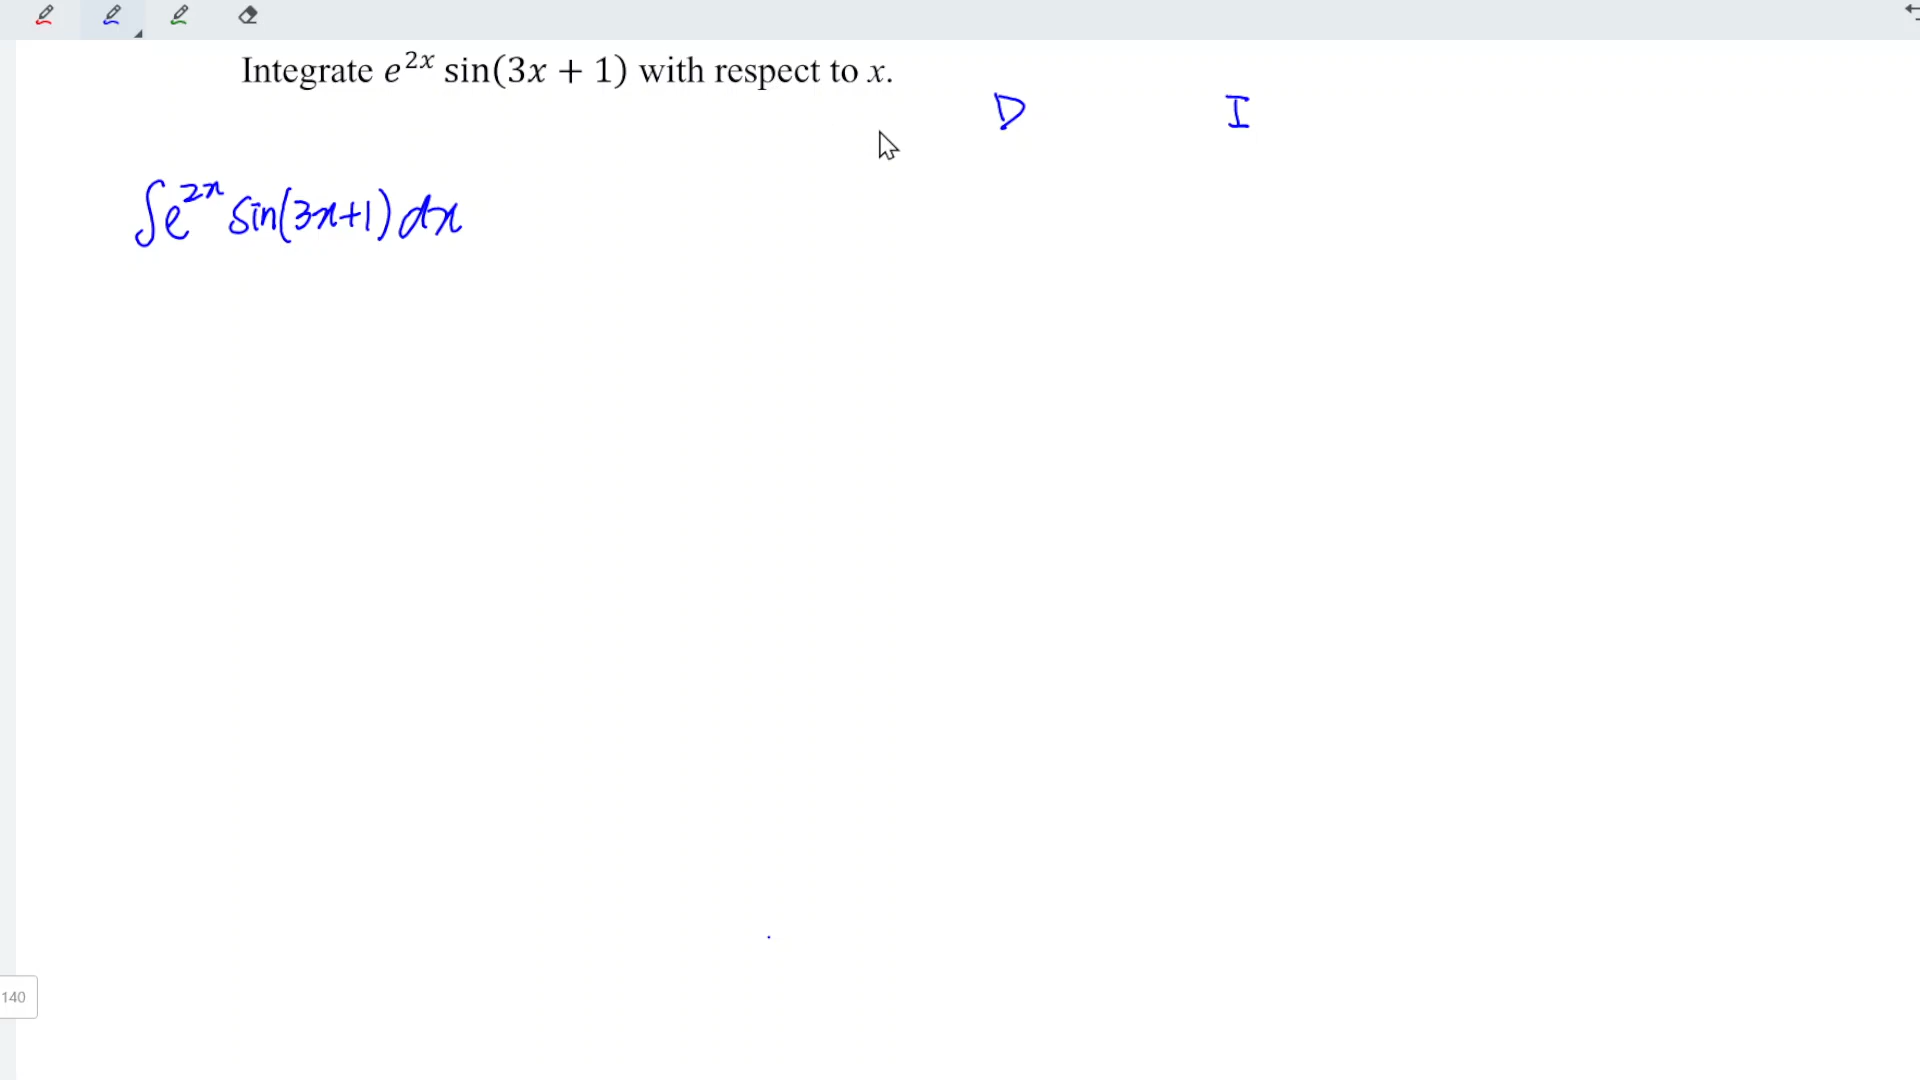 Integrate e^{2x} sin(3x + 1) with respect to x.
D I
∫e^{2x} sin(3x+1) dx
140